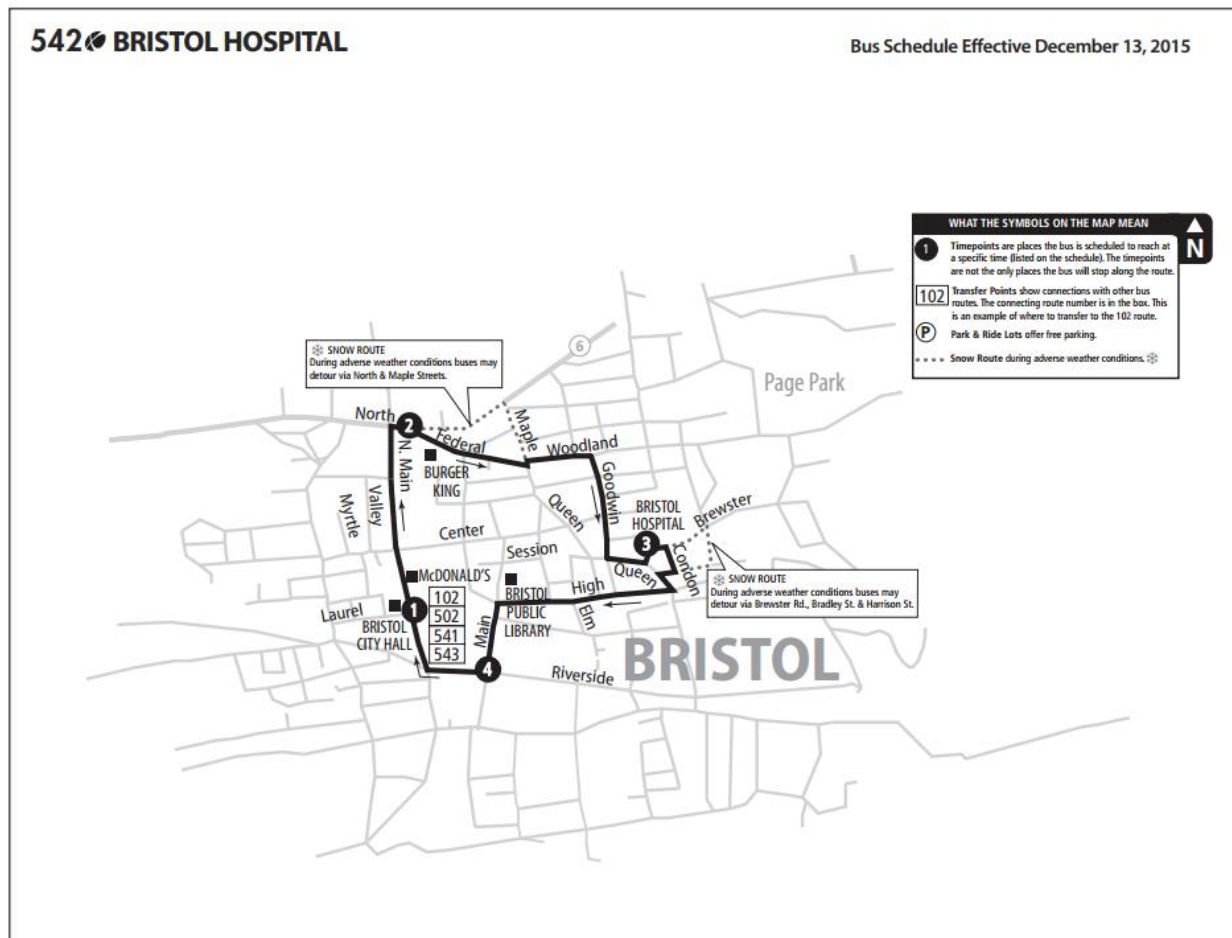 542 BRISTOL HOSPITAL
Bus Schedule Effective December 13, 2015
WHAT THE SYMBOLS ON THE MAP MEAN
N
1
Timepoints are places the bus is scheduled to reach at
a specific time (listed on the schedule). The timepoints
are not the only places the bus will stop along the route.
102
Transfer Points show connections with other bus
routes. The connecting route number is in the box. This
is an example of where to transfer to the 102 route.
P
Park & Ride Lots offer free parking.
Snow Route during adverse weather conditions.
SNOW ROUTE
During adverse weather conditions buses may
detour via North & Maple Streets.
6
Page Park
North
2
Federal
Maple
Woodland
N. Main
BURGER
KING
Goodwin
Valley
Myrtle
Queen
BRISTOL
HOSPITAL
Brewster
3
Center
Session
Queen
Condon
SNOW ROUTE
During adverse weather conditions buses may
detour via Brewster Rd., Bradley St. & Harrison St.
McDONALD'S
High
Laurel
1
102
502
541
543
BRISTOL
CITY HALL
Main
BRISTOL
PUBLIC
LIBRARY
Elm
BRISTOL
4
Riverside